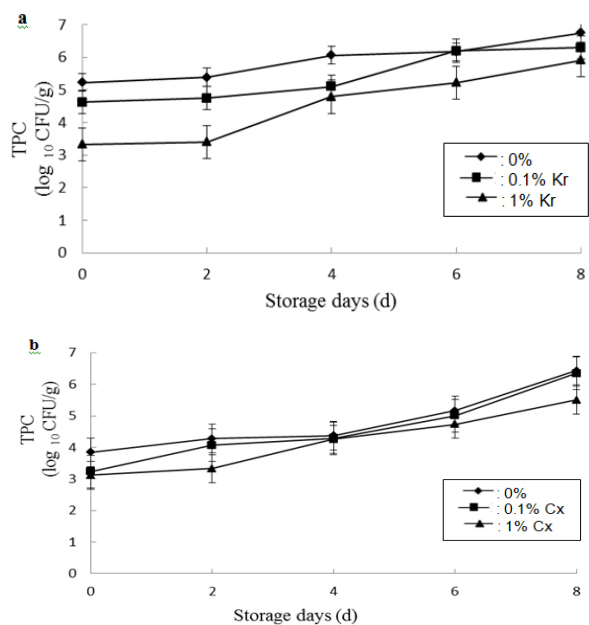 a
7
6
5
4
3
2
1
0
TPC
(log 10 CFU/g)
0 2 4 6 8
Storage days (d)
: 0%
: 0.1% Kr
: 1% Kr
b
7
6
5
4
3
2
1
0
TPC
(log 10 CFU/g)
0 2 4 6 8
Storage days (d)
: 0%
: 0.1% Cx
: 1% Cx